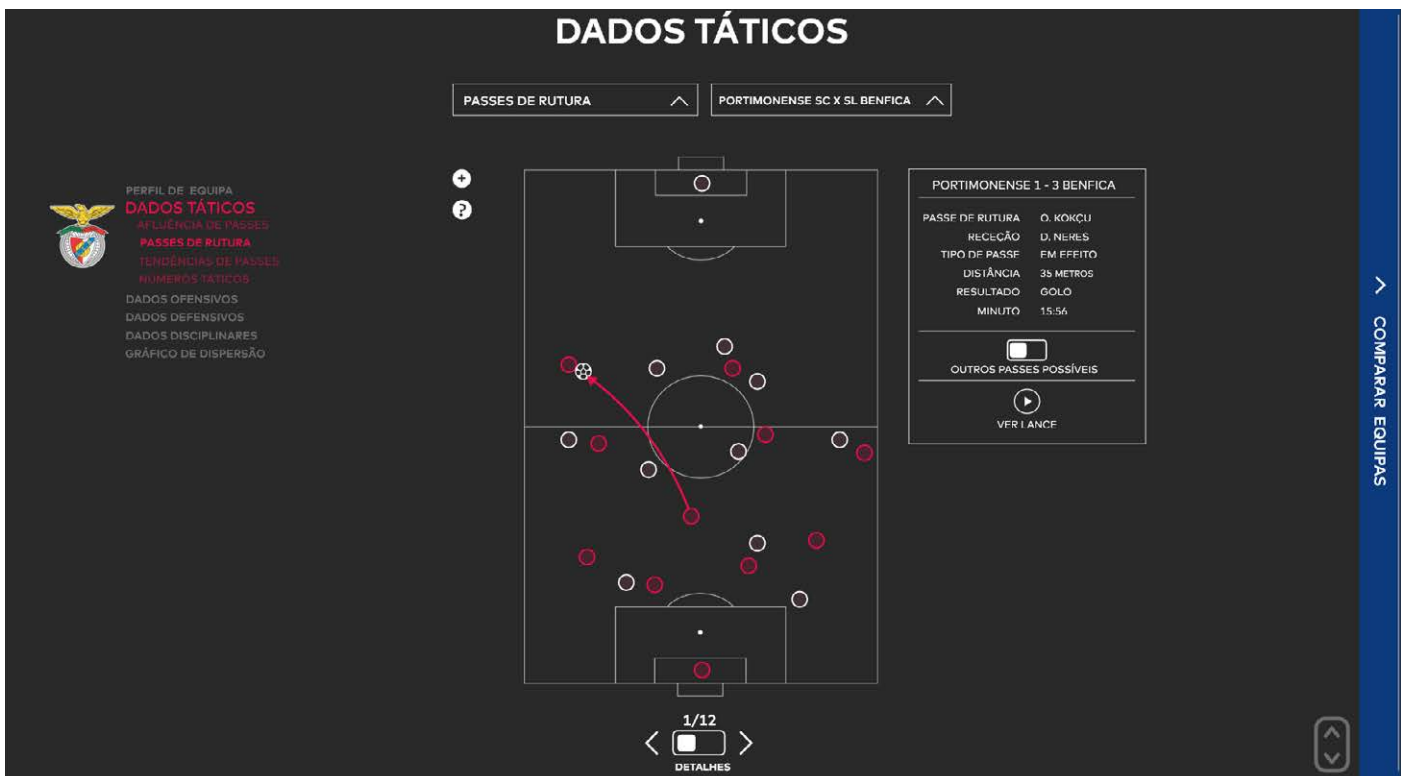 DADOS TÁTICOS
PASSES DE RUTURA
PORTIMONENSE SC X SL BENFICA
PERFIL DE EQUIPA
DADOS TÁTICOS
AFLUÊNCIA DE PASSES
PASSES DE RUTURA
TENDÊNCIAS DE PASSES
NÚMEROS TÁTICOS
DADOS OFENSIVOS
DADOS DEFENSIVOS
DADOS DISCIPLINARES
GRÁFICO DE DISPERSÃO
+
?
PORTIMONENSE 1 - 3 BENFICA
PASSE DE RUTURA O. KOKÇU
RECEÇÃO D. NERES
TIPO DE PASSE EM EFEITO
DISTÂNCIA 35 METROS
RESULTADO GOLO
MINUTO 15:56
OUTROS PASSES POSSÍVEIS
VER LANCE
COMPARAR EQUIPAS
1/12
DETALHES